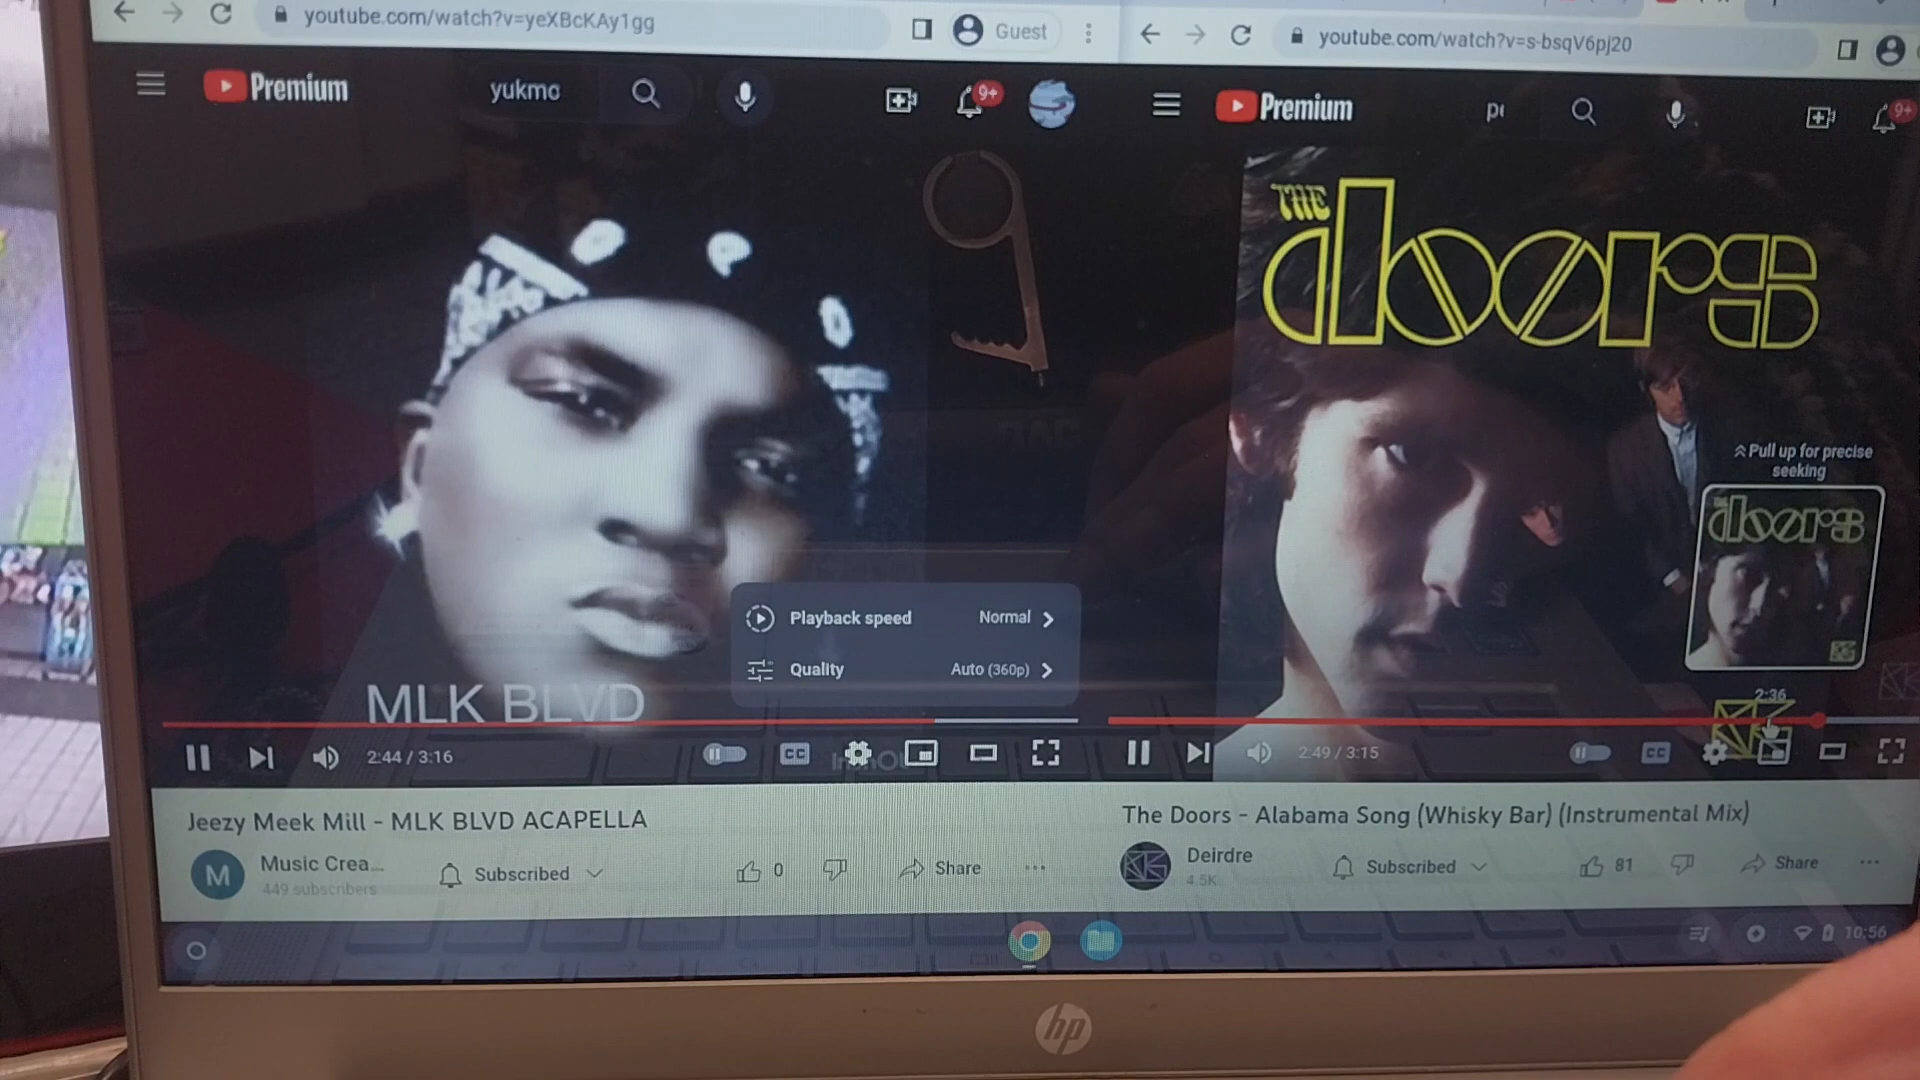 youtube.com/watch?v=yeXBcKAy1gg
Guest
youtube.com/watch?v=s-bsqV6pj20
Premium
yukmo
9+
Premium
9+
THE
doors
Pull up for precise
seeking
THE
doors
Playback speed
Normal
Quality
Auto (360p)
MLK BLVD
2:36
2:44 / 3:16
CC
2:49 / 3:15
CC
Jeezy Meek Mill - MLK BLVD ACAPELLA
M
Music Crea...
449 subscribers
Subscribed
0
Share
The Doors - Alabama Song (Whisky Bar) (Instrumental Mix)
Deirdre
4.5K
Subscribed
81
Share
10:56
hp